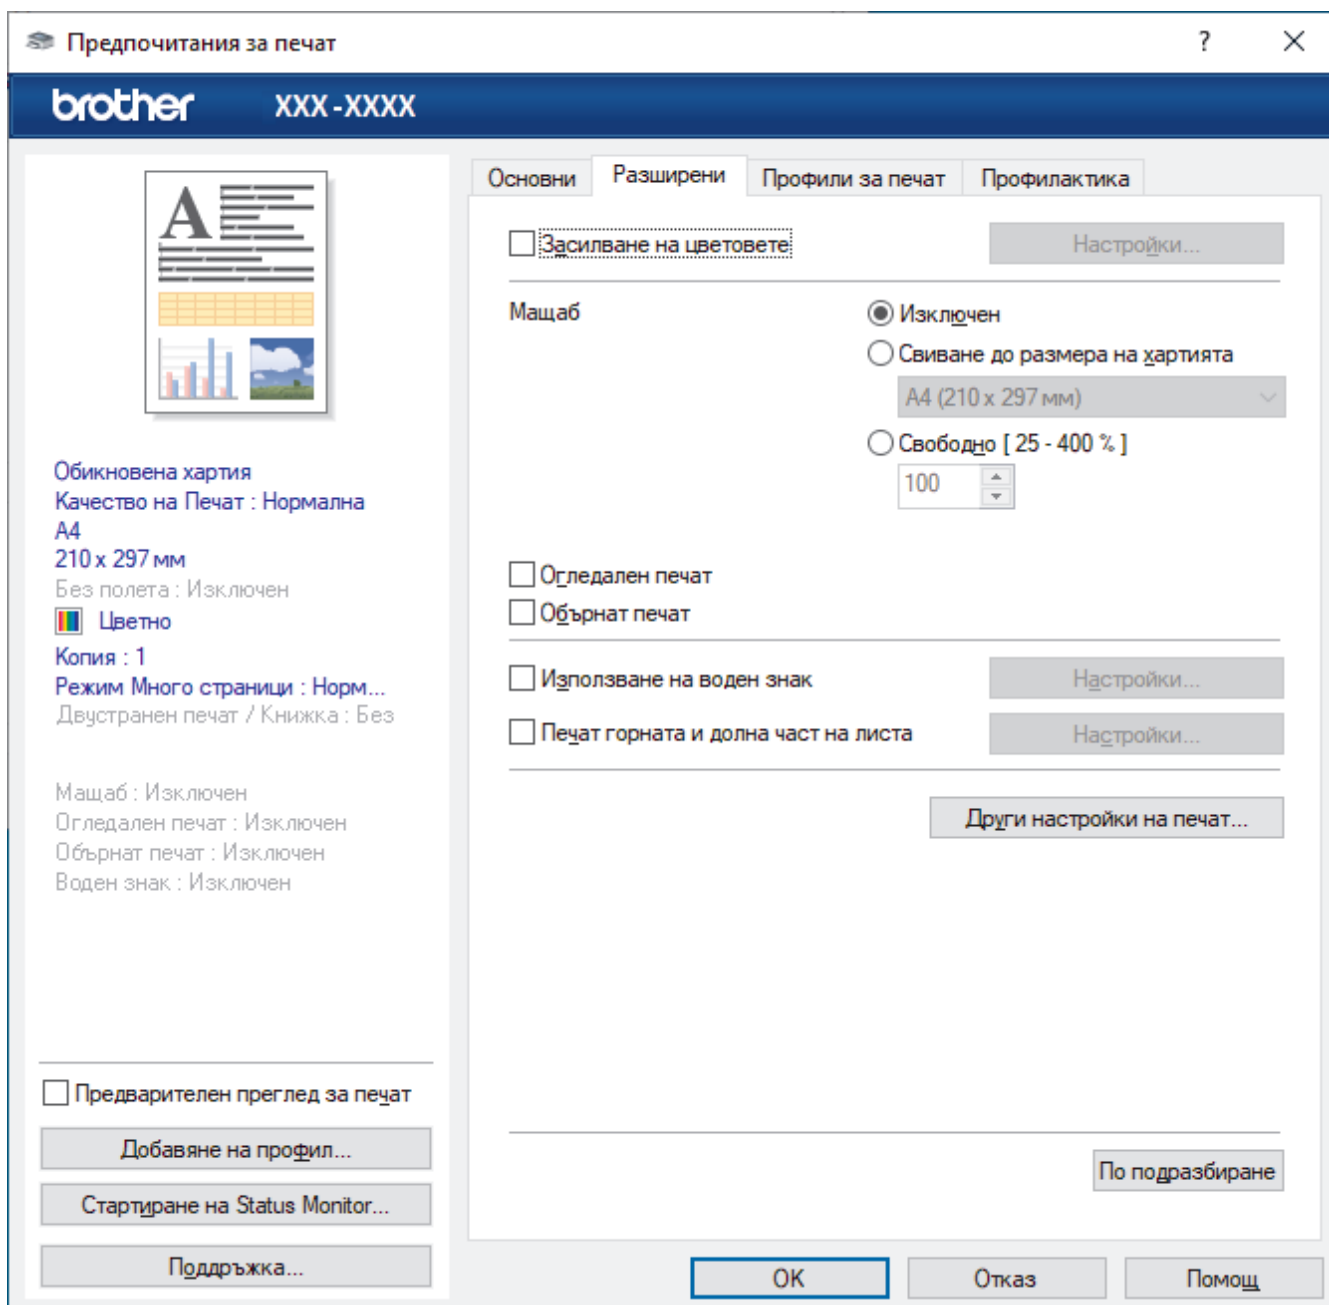 Предпочитания за печат
?
brother XXX-XXXX
A
Обикновена хартия
Качество на Печат : Нормална
A4
210 x 297 мм
Без полета : Изключен
Цветно
Копия : 1
Режим Много страници : Норм...
Двустранен печат / Книжка : Без
Мащаб : Изключен
Огледален печат : Изключен
Обърнат печат : Изключен
Воден знак : Изключен
Предварителен преглед за печат
Добавяне на профил...
Стартиране на Status Monitor...
Поддръжка...
Основни Разширени Профили за печат Профилактика
Засилване на цветовете Настройки...
Мащаб Изключен
Свиване до размера на хартията
A4 (210 x 297 мм)
Свободно [ 25 - 400 % ]
100
Огледален печат
Обърнат печат
Използване на воден знак Настройки...
Печат горната и долна част на листа Настройки...
Други настройки на печат...
По подразбиране
OK Отказ Помощ